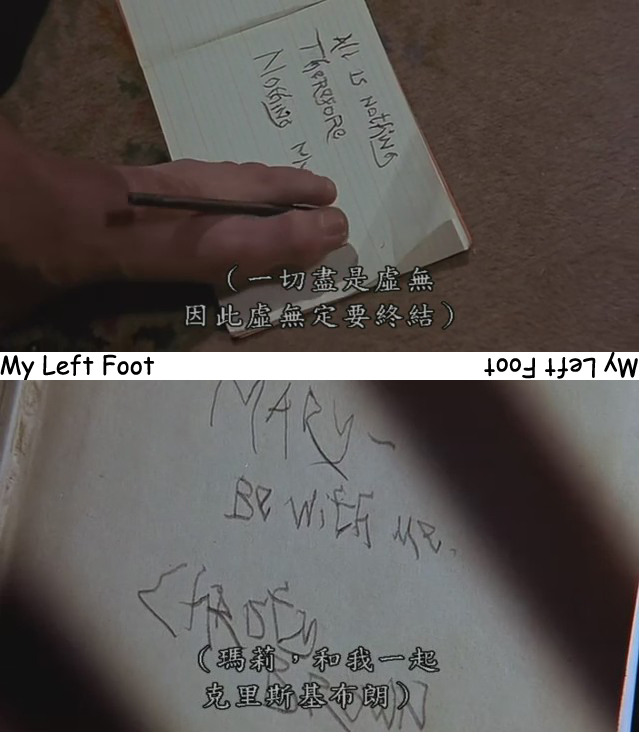 ALL IS NOTHING
THEREFORE
NOTHING
（一切盡是虛無
因此虛無定要終結）
My Left Foot
My Left Foot
MARY-
BE WITH ME.
（瑪莉，和我一起
克里斯基布朗）
BROWN